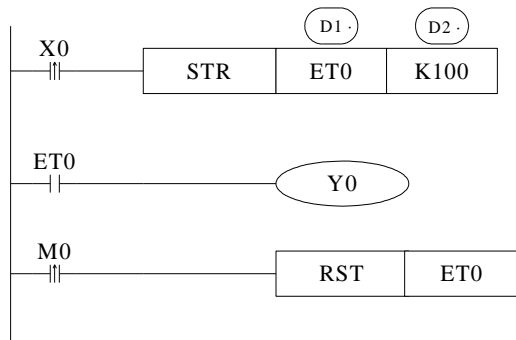 D1 · D2 ·
X0
STR ET0 K100
ET0
Y0
M0
RST ET0